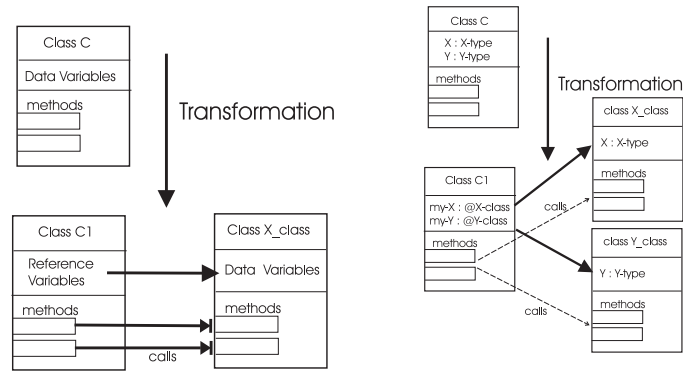 Class C
Data Variables
methods
Transformation
Class C1
Reference
Variables
methods
Class X_class
Data Variables
methods
calls
Class C
X : X-type
Y : Y-type
methods
Transformation
class X_class
X : X-type
methods
Class C1
my-X : @X-class
my-Y : @Y-class
methods
calls
class Y_class
Y : Y-type
methods
calls